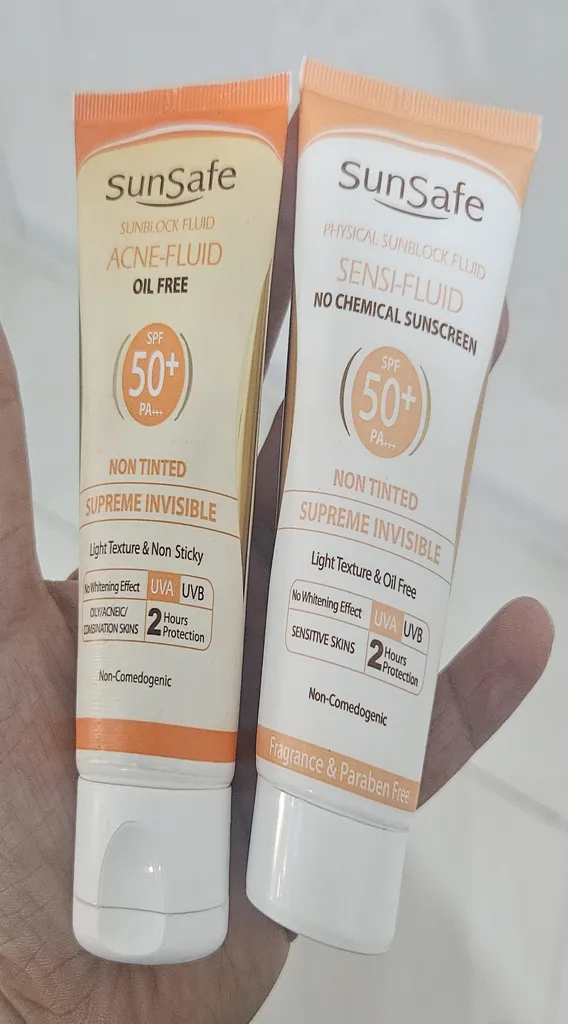 SunSafe
SUNBLOCK FLUID
ACNE-FLUID
OIL FREE
SPF
50+
PA+++
NON TINTED
SUPREME INVISIBLE
Light Texture & Non Sticky
No Whitening Effect UVA UVB
OILY/ACNEIC/
COMBINATION SKINS
2 Hours
Protection
Non-Comedogenic
SunSafe
PHYSICAL SUNBLOCK FLUID
SENSI-FLUID
NO CHEMICAL SUNSCREEN
SPF
50+
PA+++
NON TINTED
SUPREME INVISIBLE
Light Texture & Oil Free
No Whitening Effect UVA UVB
SENSITIVE SKINS
2 Hours
Protection
Non-Comedogenic
Fragrance & Paraben Free